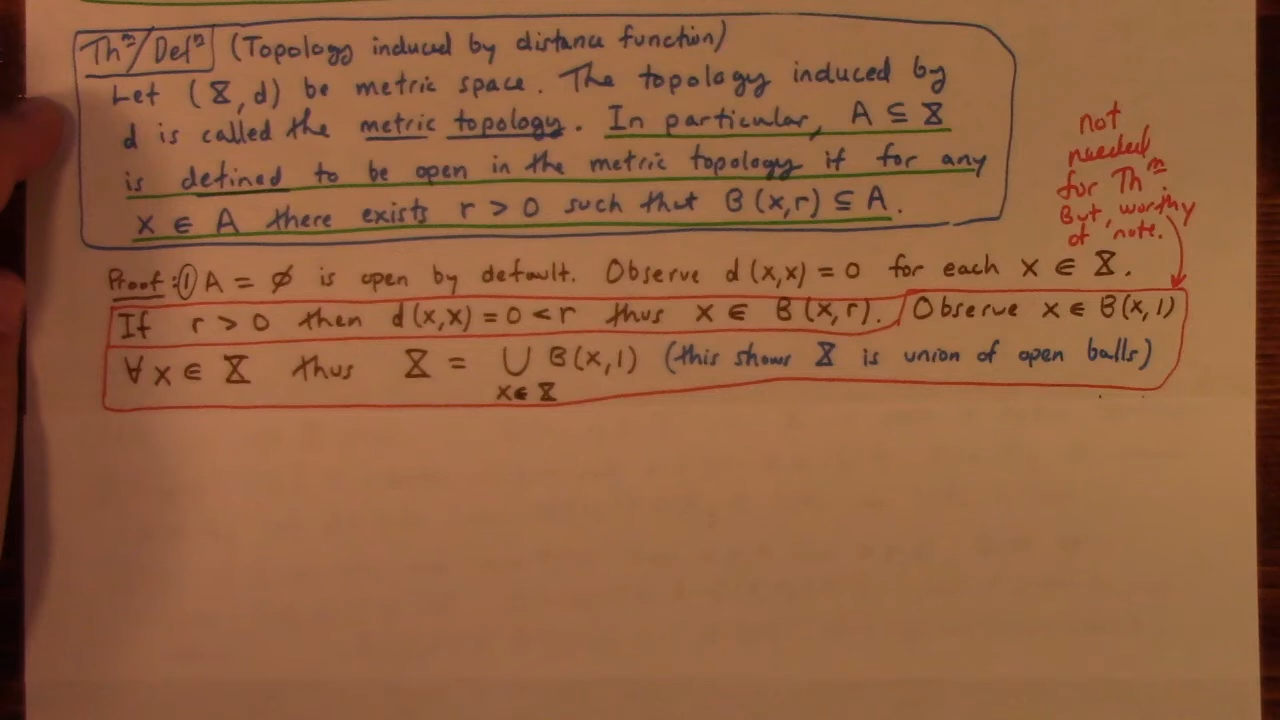 Thᵐ/Defⁿ (Topology induced by distance function)
Let (X, d) be metric space. The topology induced by
d is called the metric topology. In particular, A ⊆ X
is defined to be open in the metric topology if for any
x ∈ A there exists r > 0 such that B(x,r) ⊆ A.
not
needed
for Thᵐ
But, worthy
of note.
Proof: ① A = ∅ is open by default. Observe d(x,x) = 0 for each x ∈ X.
If r > 0 then d(x,x) = 0 < r thus x ∈ B(x,r). Observe x ∈ B(x,1)
∀ x ∈ X thus X = ∪ B(x,1) (this shows X is union of open balls)
x∈X